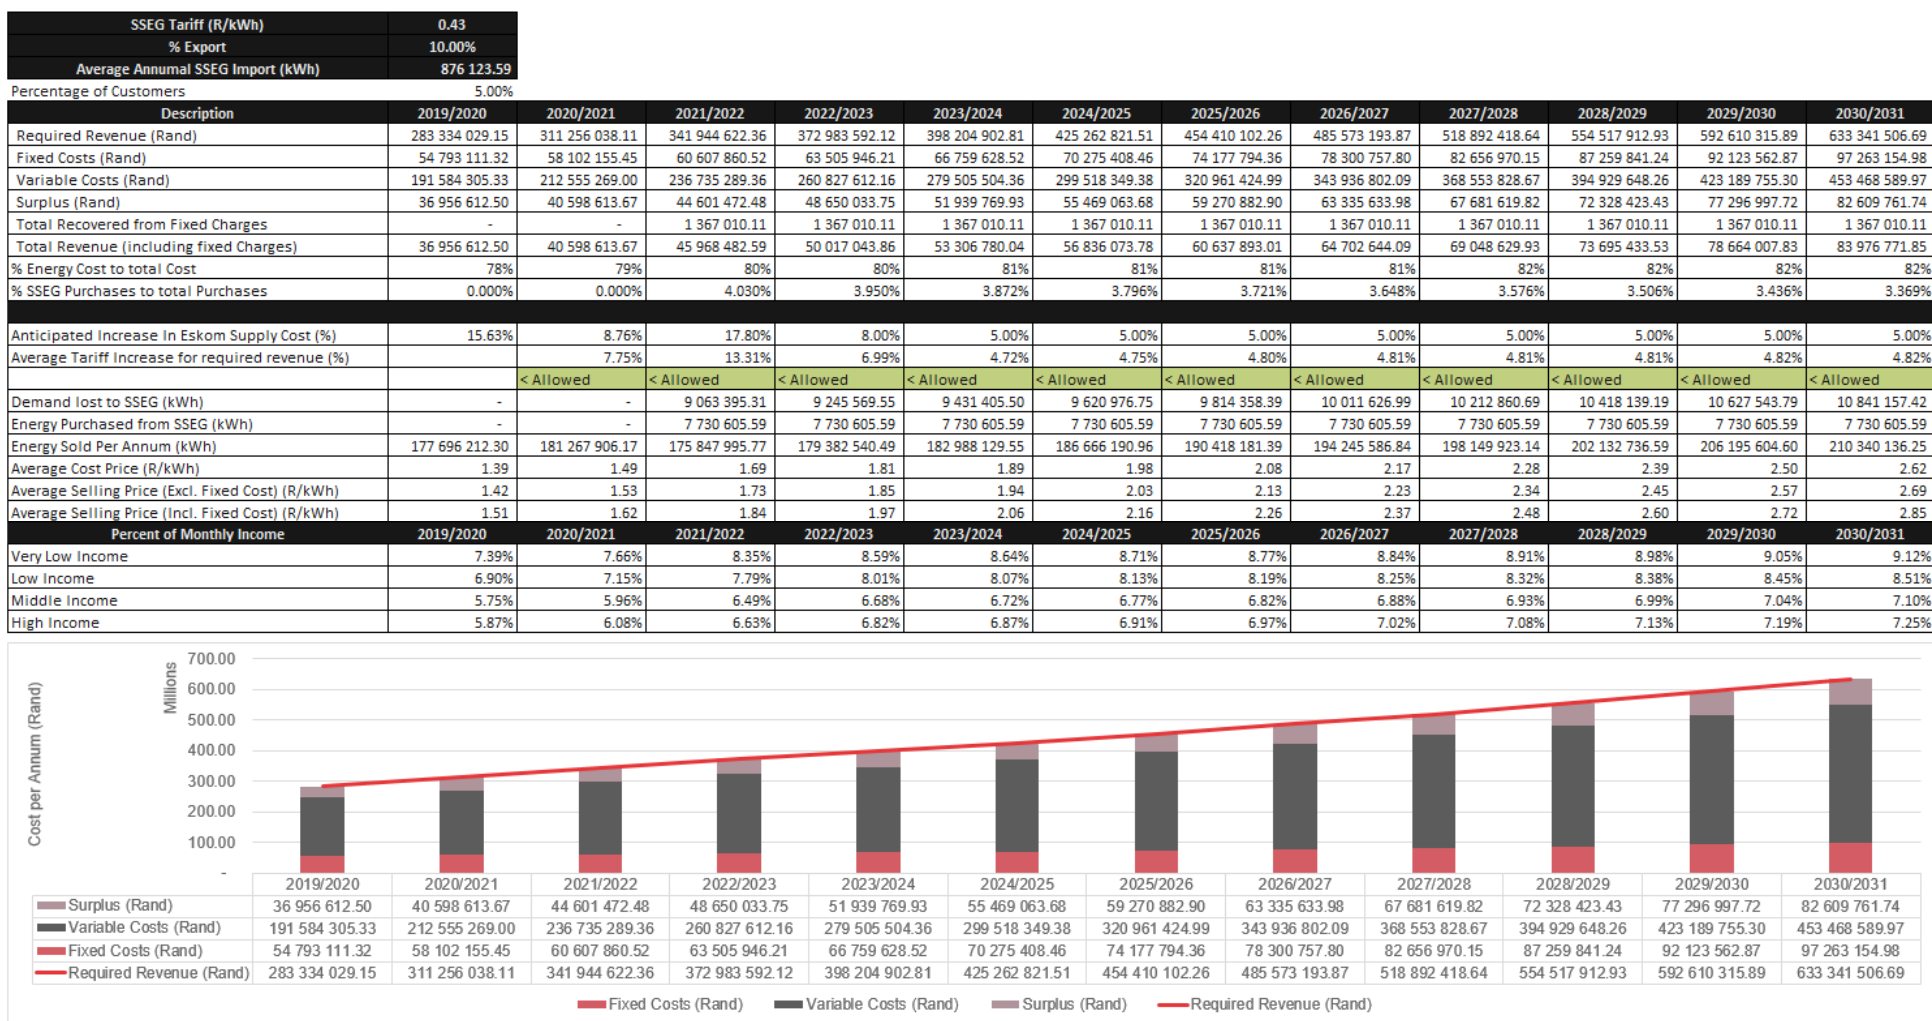 SSEG Tariff (R/kWh) 0.43
% Export 10.00%
Average Annumal SSEG Import (kWh) 876 123.59
Percentage of Customers 5.00%
Description 2019/2020 2020/2021 2021/2022 2022/2023 2023/2024 2024/2025 2025/2026 2026/2027 2027/2028 2028/2029 2029/2030 2030/2031
Required Revenue (Rand) 283 334 029.15 311 256 038.11 341 944 622.36 372 983 592.12 398 204 902.81 425 262 821.51 454 410 102.26 485 573 193.87 518 892 418.64 554 517 912.93 592 610 315.89 633 341 506.69
Fixed Costs (Rand) 54 793 111.32 58 102 155.45 60 607 860.52 63 505 946.21 66 759 628.52 70 275 408.46 74 177 794.36 78 300 757.80 82 656 970.15 87 259 841.24 92 123 562.87 97 263 154.98
Variable Costs (Rand) 191 584 305.33 212 555 269.00 236 735 289.36 260 827 612.16 279 505 504.36 299 518 349.38 320 961 424.99 343 936 802.09 368 553 828.67 394 929 648.26 423 189 755.30 453 468 589.97
Surplus (Rand) 36 956 612.50 40 598 613.67 44 601 472.48 48 650 033.75 51 939 769.93 55 469 063.68 59 270 882.90 63 335 633.98 67 681 619.82 72 328 423.43 77 296 997.72 82 609 761.74
Total Recovered from Fixed Charges - - 1 367 010.11 1 367 010.11 1 367 010.11 1 367 010.11 1 367 010.11 1 367 010.11 1 367 010.11 1 367 010.11 1 367 010.11 1 367 010.11
Total Revenue (including fixed Charges) 36 956 612.50 40 598 613.67 45 968 482.59 50 017 043.86 53 306 780.04 56 836 073.78 60 637 893.01 64 702 644.09 69 048 629.93 73 695 433.53 78 664 007.83 83 976 771.85
% Energy Cost to total Cost 78% 79% 80% 80% 81% 81% 81% 81% 82% 82% 82% 82%
% SSEG Purchases to total Purchases 0.000% 0.000% 4.030% 3.950% 3.872% 3.796% 3.721% 3.648% 3.576% 3.506% 3.436% 3.369%
Anticipated Increase In Eskom Supply Cost (%) 15.63% 8.76% 17.80% 8.00% 5.00% 5.00% 5.00% 5.00% 5.00% 5.00% 5.00% 5.00%
Average Tariff Increase for required revenue (%) 7.75% 13.31% 6.99% 4.72% 4.75% 4.80% 4.81% 4.81% 4.81% 4.82% 4.82%
< Allowed < Allowed < Allowed < Allowed < Allowed < Allowed < Allowed < Allowed < Allowed < Allowed < Allowed
Demand lost to SSEG (kWh) - - 9 063 395.31 9 245 569.55 9 431 405.50 9 620 976.75 9 814 358.39 10 011 626.99 10 212 860.69 10 418 139.19 10 627 543.79 10 841 157.42
Energy Purchased from SSEG (kWh) - - 7 730 605.59 7 730 605.59 7 730 605.59 7 730 605.59 7 730 605.59 7 730 605.59 7 730 605.59 7 730 605.59 7 730 605.59 7 730 605.59
Energy Sold Per Annum (kWh) 177 696 212.30 181 267 906.17 175 847 995.77 179 382 540.49 182 988 129.55 186 666 190.96 190 418 181.39 194 245 586.84 198 149 923.14 202 132 736.59 206 195 604.60 210 340 136.25
Average Cost Price (R/kWh) 1.39 1.49 1.69 1.81 1.89 1.98 2.08 2.17 2.28 2.39 2.50 2.62
Average Selling Price (Excl. Fixed Cost) (R/kWh) 1.42 1.53 1.73 1.85 1.94 2.03 2.13 2.23 2.34 2.45 2.57 2.69
Average Selling Price (Incl. Fixed Cost) (R/kWh) 1.51 1.62 1.84 1.97 2.06 2.16 2.26 2.37 2.48 2.60 2.72 2.85
Percent of Monthly Income 2019/2020 2020/2021 2021/2022 2022/2023 2023/2024 2024/2025 2025/2026 2026/2027 2027/2028 2028/2029 2029/2030 2030/2031
Very Low Income 7.39% 7.66% 8.35% 8.59% 8.64% 8.71% 8.77% 8.84% 8.91% 8.98% 9.05% 9.12%
Low Income 6.90% 7.15% 7.79% 8.01% 8.07% 8.13% 8.19% 8.25% 8.32% 8.38% 8.45% 8.51%
Middle Income 5.75% 5.96% 6.49% 6.68% 6.72% 6.77% 6.82% 6.88% 6.93% 6.99% 7.04% 7.10%
High Income 5.87% 6.08% 6.63% 6.82% 6.87% 6.91% 6.97% 7.02% 7.08% 7.13% 7.19% 7.25%
Cost per Annum (Rand)
Millions
700.00
600.00
500.00
400.00
300.00
200.00
100.00
-
2019/2020 2020/2021 2021/2022 2022/2023 2023/2024 2024/2025 2025/2026 2026/2027 2027/2028 2028/2029 2029/2030 2030/2031
Surplus (Rand) 36 956 612.50 40 598 613.67 44 601 472.48 48 650 033.75 51 939 769.93 55 469 063.68 59 270 882.90 63 335 633.98 67 681 619.82 72 328 423.43 77 296 997.72 82 609 761.74
Variable Costs (Rand) 191 584 305.33 212 555 269.00 236 735 289.36 260 827 612.16 279 505 504.36 299 518 349.38 320 961 424.99 343 936 802.09 368 553 828.67 394 929 648.26 423 189 755.30 453 468 589.97
Fixed Costs (Rand) 54 793 111.32 58 102 155.45 60 607 860.52 63 505 946.21 66 759 628.52 70 275 408.46 74 177 794.36 78 300 757.80 82 656 970.15 87 259 841.24 92 123 562.87 97 263 154.98
Required Revenue (Rand) 283 334 029.15 311 256 038.11 341 944 622.36 372 983 592.12 398 204 902.81 425 262 821.51 454 410 102.26 485 573 193.87 518 892 418.64 554 517 912.93 592 610 315.89 633 341 506.69
Fixed Costs (Rand) Variable Costs (Rand) Surplus (Rand) Required Revenue (Rand)